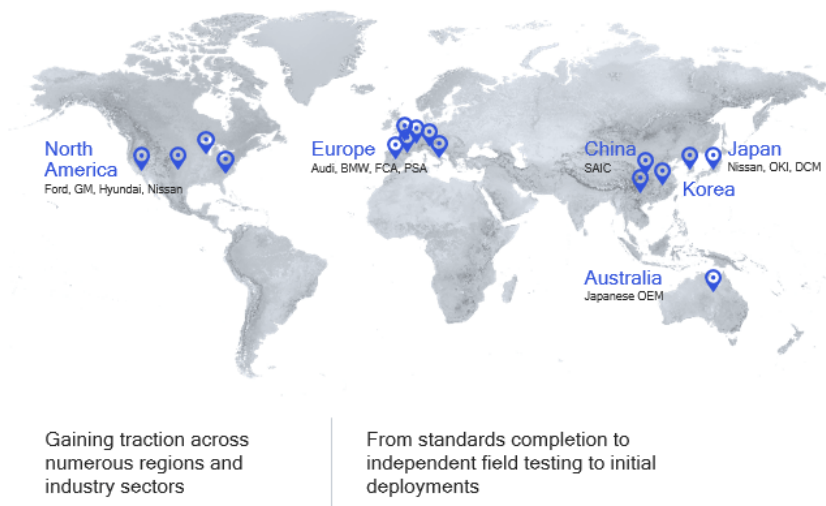 North
America
Ford, GM, Hyundai, Nissan
Europe
Audi, BMW, FCA, PSA
China
SAIC
Japan
Nissan, OKI, DCM
Korea
Australia
Japanese OEM
Gaining traction across
numerous regions and
industry sectors
From standards completion to
independent field testing to initial
deployments